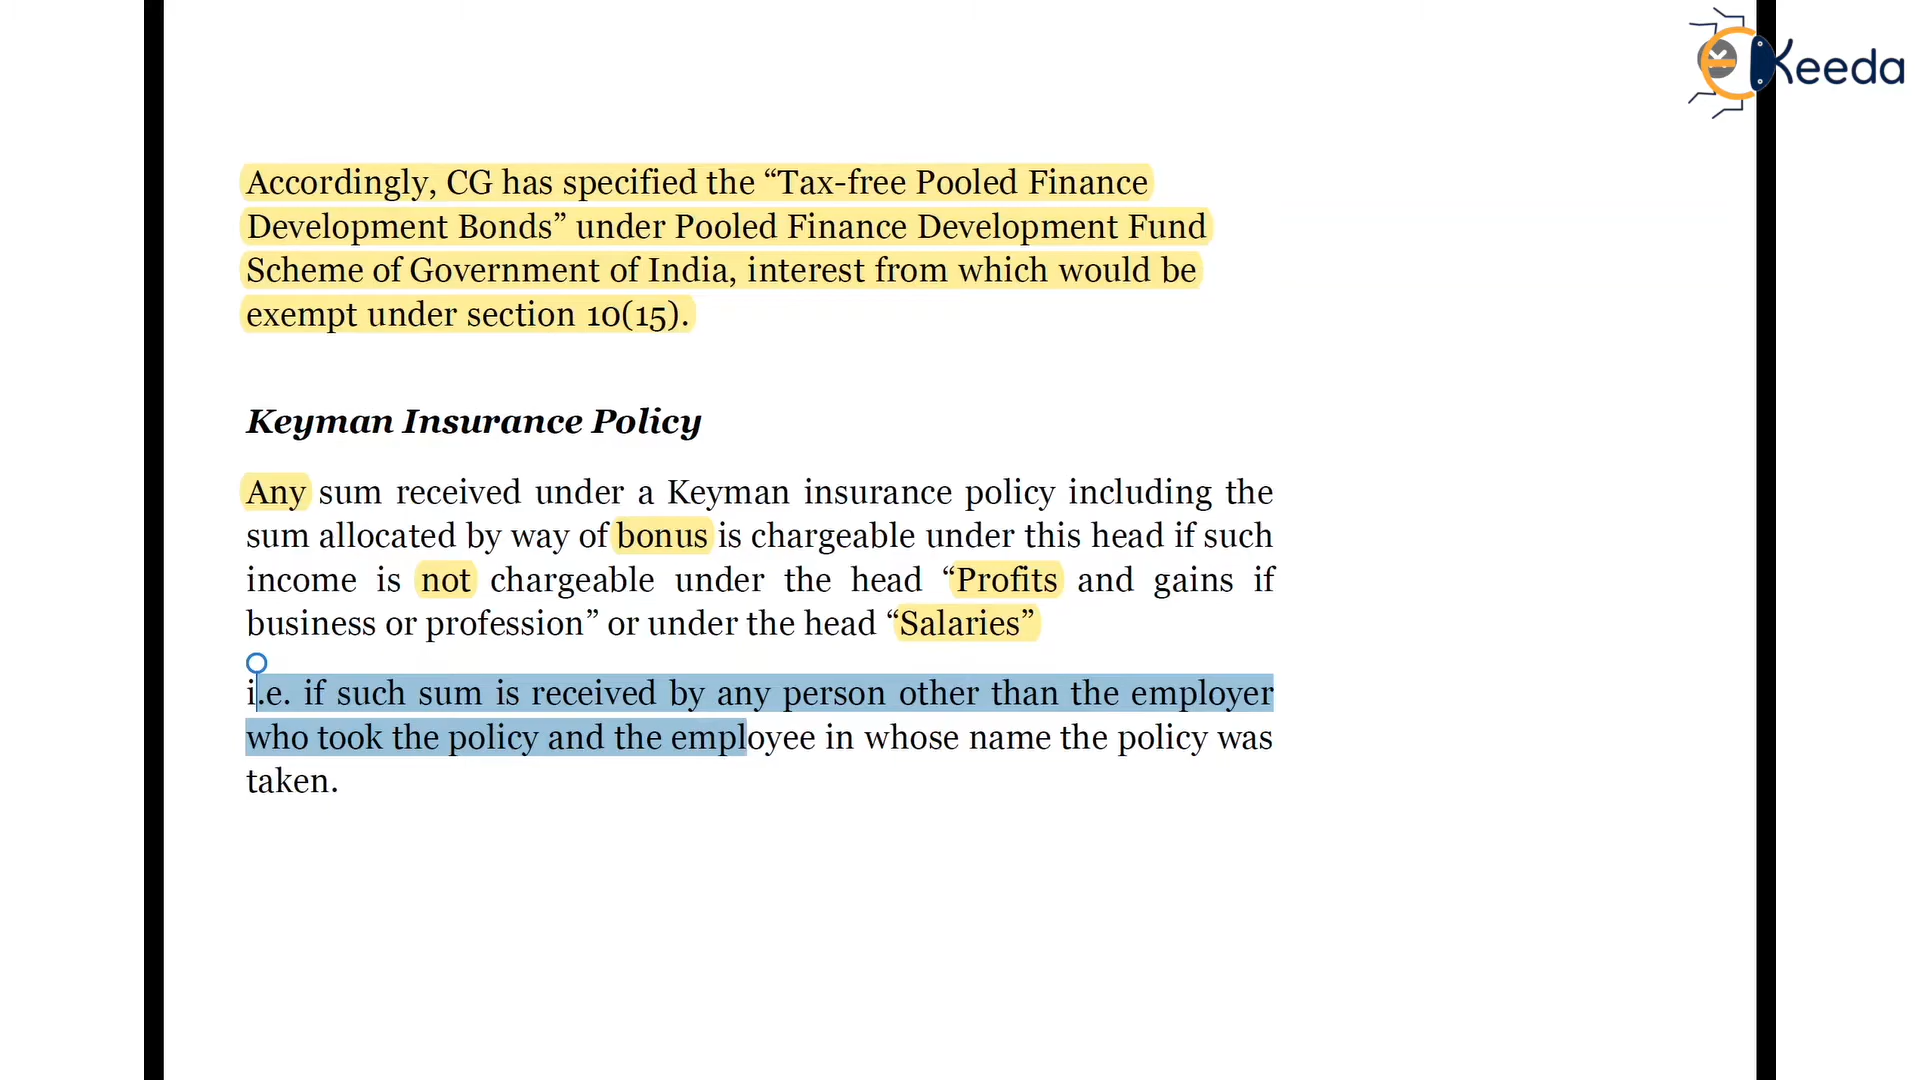 Keeda
Accordingly, CG has specified the “Tax-free Pooled Finance
Development Bonds” under Pooled Finance Development Fund
Scheme of Government of India, interest from which would be
exempt under section 10(15).
Keyman Insurance Policy
Any sum received under a Keyman insurance policy including the
sum allocated by way of bonus is chargeable under this head if such
income is not chargeable under the head “Profits and gains if
business or profession” or under the head “Salaries”
i.e. if such sum is received by any person other than the employer
who took the policy and the employee in whose name the policy was
taken.